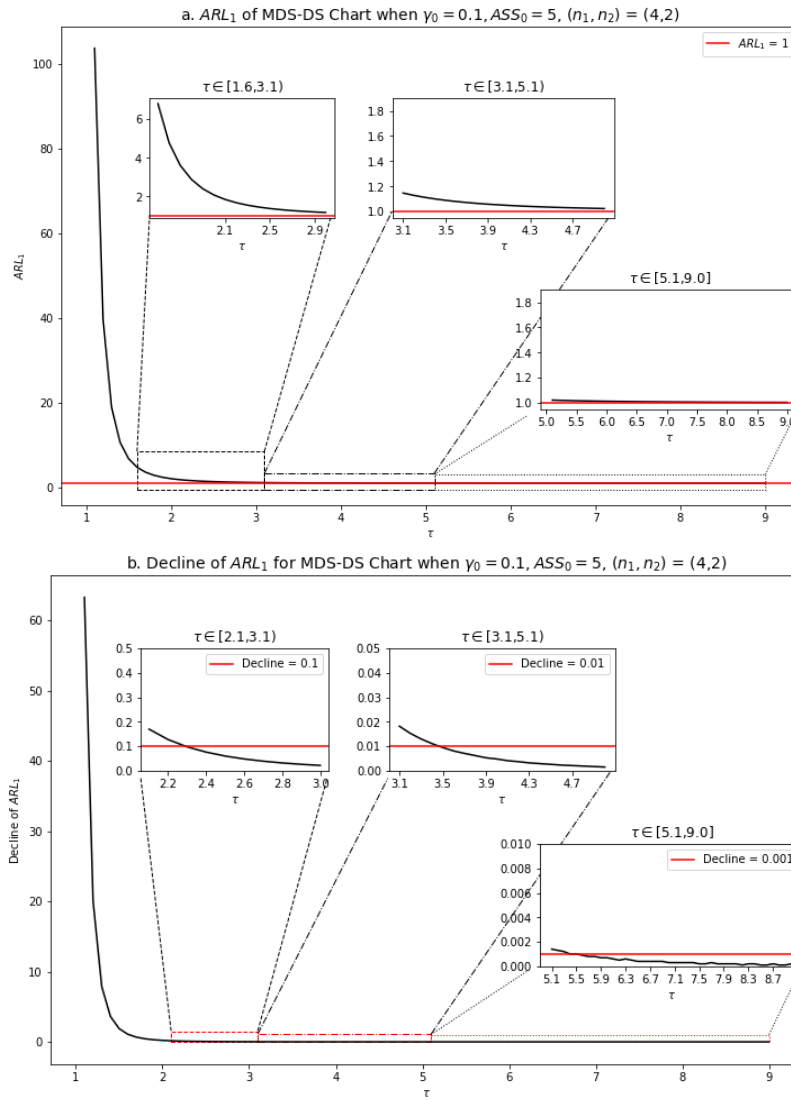 a. ARL₁ of MDS-DS Chart when γ₀ = 0.1, ASS₀ = 5, (n₁, n₂) = (4,2)
ARL₁ = 1
100
80
60
40
20
0
ARL₁
1 2 3 4 5 6 7 8 9
τ
τ ∈ [1.6,3.1)
6
4
2
2.1 2.5 2.9
τ
τ ∈ [3.1,5.1)
1.8
1.6
1.4
1.2
1.0
3.1 3.5 3.9 4.3 4.7
τ
τ ∈ [5.1,9.0]
1.8
1.6
1.4
1.2
1.0
5.0 5.5 6.0 6.5 7.0 7.5 8.0 8.5 9.0
τ
b. Decline of ARL₁ for MDS-DS Chart when γ₀ = 0.1, ASS₀ = 5, (n₁, n₂) = (4,2)
60
50
40
30
20
10
0
Decline of ARL₁
1 2 3 4 5 6 7 8 9
τ
τ ∈ [2.1,3.1)
Decline = 0.1
0.5
0.4
0.3
0.2
0.1
0.0
2.2 2.4 2.6 2.8 3.0
τ
τ ∈ [3.1,5.1)
Decline = 0.01
0.05
0.04
0.03
0.02
0.01
0.00
3.1 3.5 3.9 4.3 4.7
τ
τ ∈ [5.1,9.0]
Decline = 0.001
0.010
0.008
0.006
0.004
0.002
0.000
5.1 5.5 5.9 6.3 6.7 7.1 7.5 7.9 8.3 8.7
τ